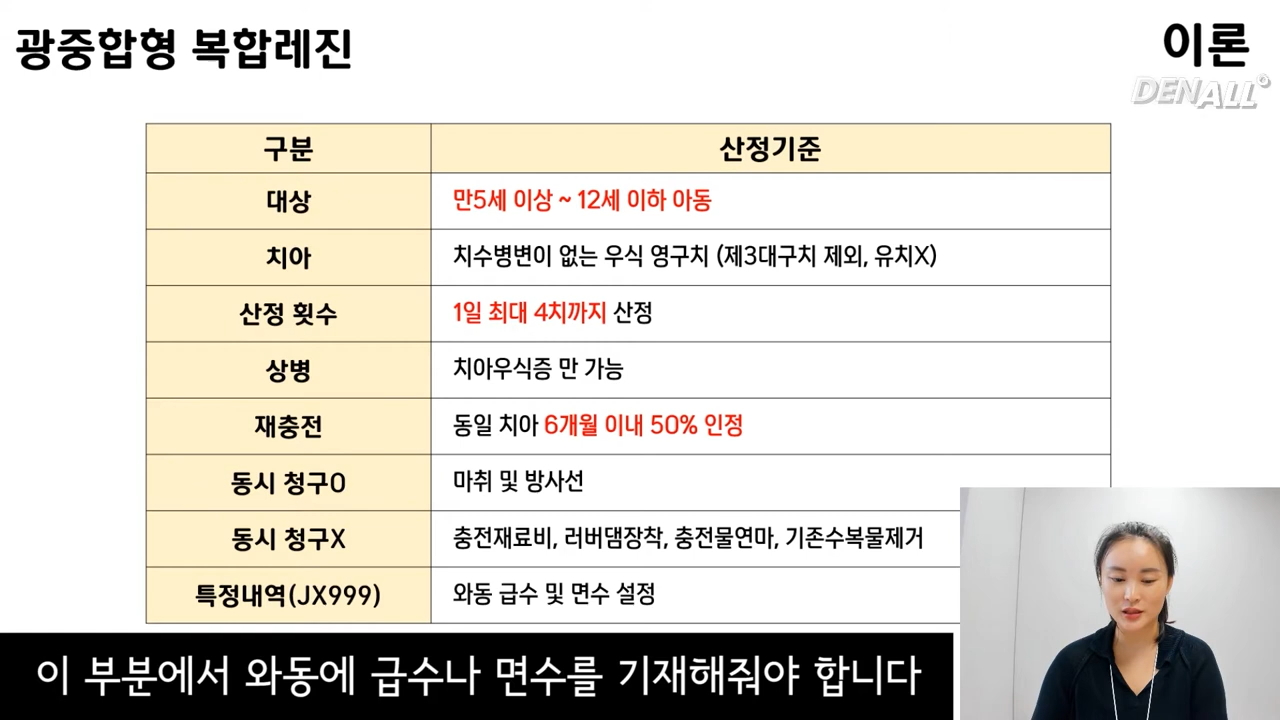 광중합형 복합레진
이론
DENALL
구분 산정기준
대상 만5세 이상 ~ 12세 이하 아동
치아 치수병변이 없는 우식 영구치 (제3대구치 제외, 유치X)
산정 횟수 1일 최대 4치까지 산정
상병 치아우식증 만 가능
재충전 동일 치아 6개월 이내 50% 인정
동시 청구O 마취 및 방사선
동시 청구X 충전재료비, 러버댐장착, 충전물연마, 기존수복물제거
특정내역(JX999) 와동 급수 및 면수 설정
이 부분에서 와동에 급수나 면수를 기재해줘야 합니다